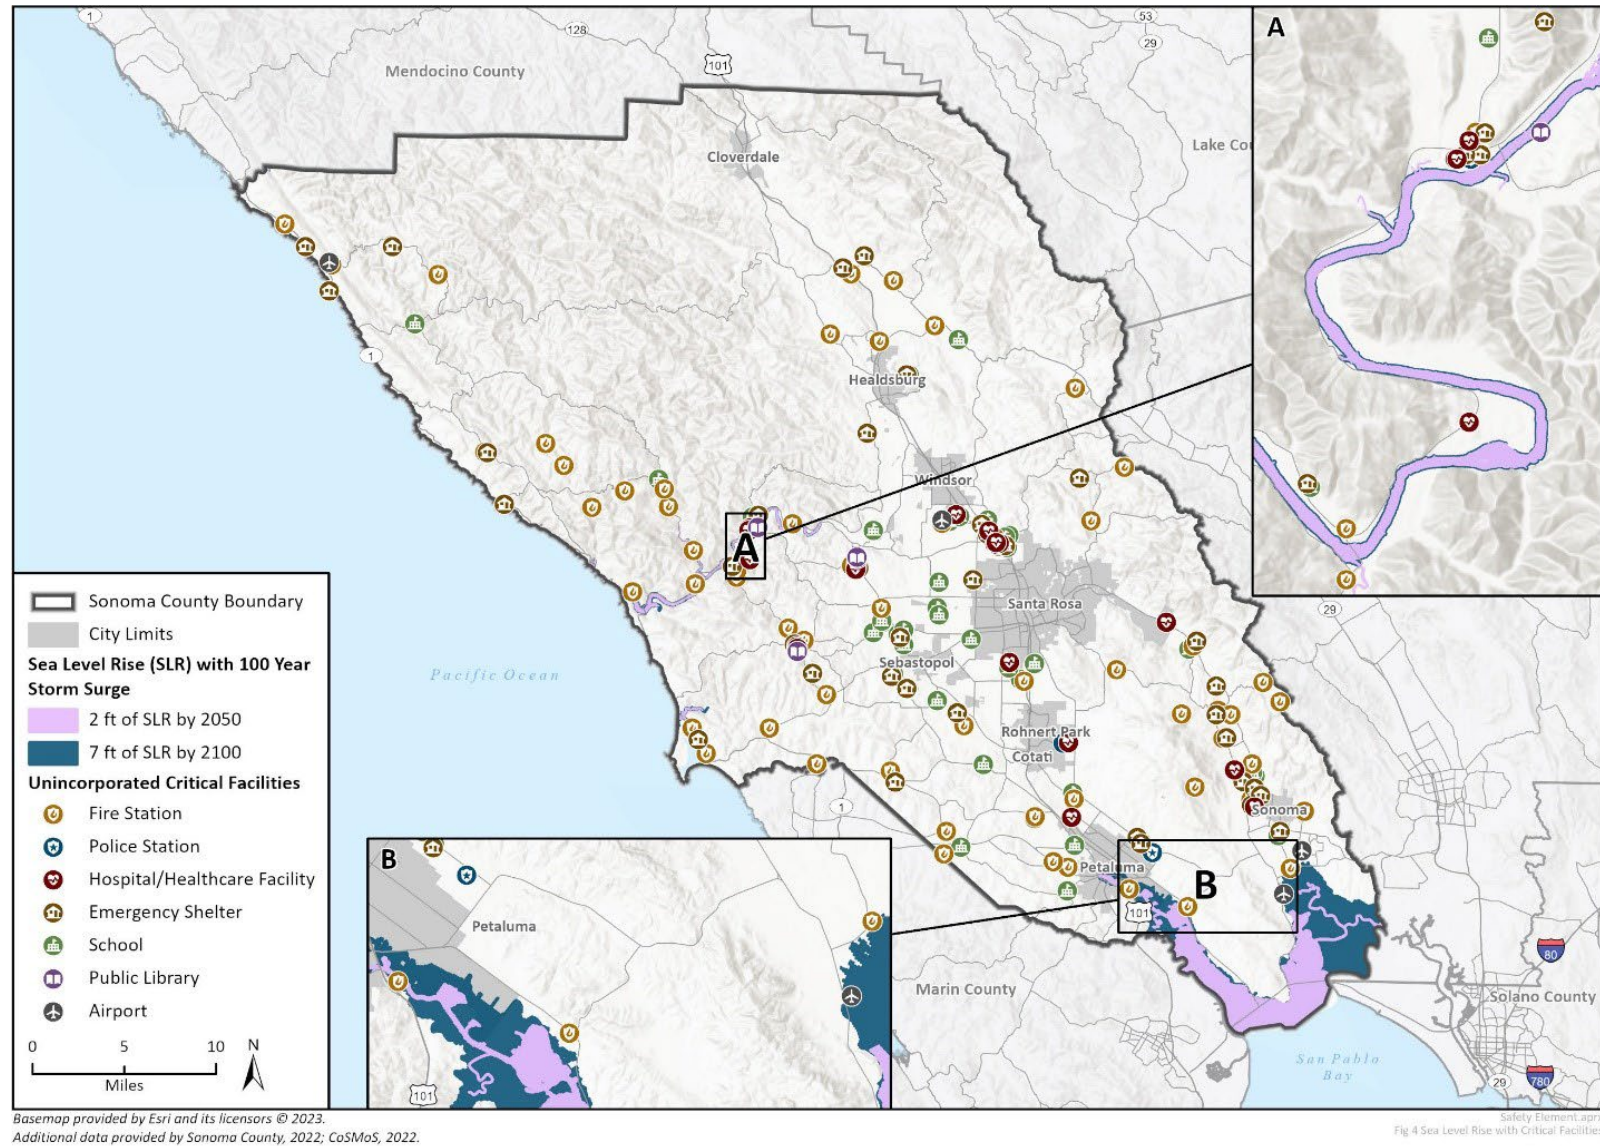 1
128
53
29
101
Mendocino County
A
Cloverdale
Lake Cou
1
Healdsburg
Windsor
A
Santa Rosa
29
Sebastopol
Pacific Ocean
Rohnert Park
Cotati
1
Sonoma
Petaluma
B
101
Marin County
80
Solano County
San Pablo
Bay
29
780
Sonoma County Boundary
City Limits
Sea Level Rise (SLR) with 100 Year
Storm Surge
2 ft of SLR by 2050
7 ft of SLR by 2100
Unincorporated Critical Facilities
Fire Station
Police Station
Hospital/Healthcare Facility
Emergency Shelter
School
Public Library
Airport
0 5 10 N
Miles
B
Petaluma
101
Basemap provided by Esri and its licensors © 2023.
Additional data provided by Sonoma County, 2022; CoSMoS, 2022.
Safety Element.aprx
Fig 4 Sea Level Rise with Critical Facilities